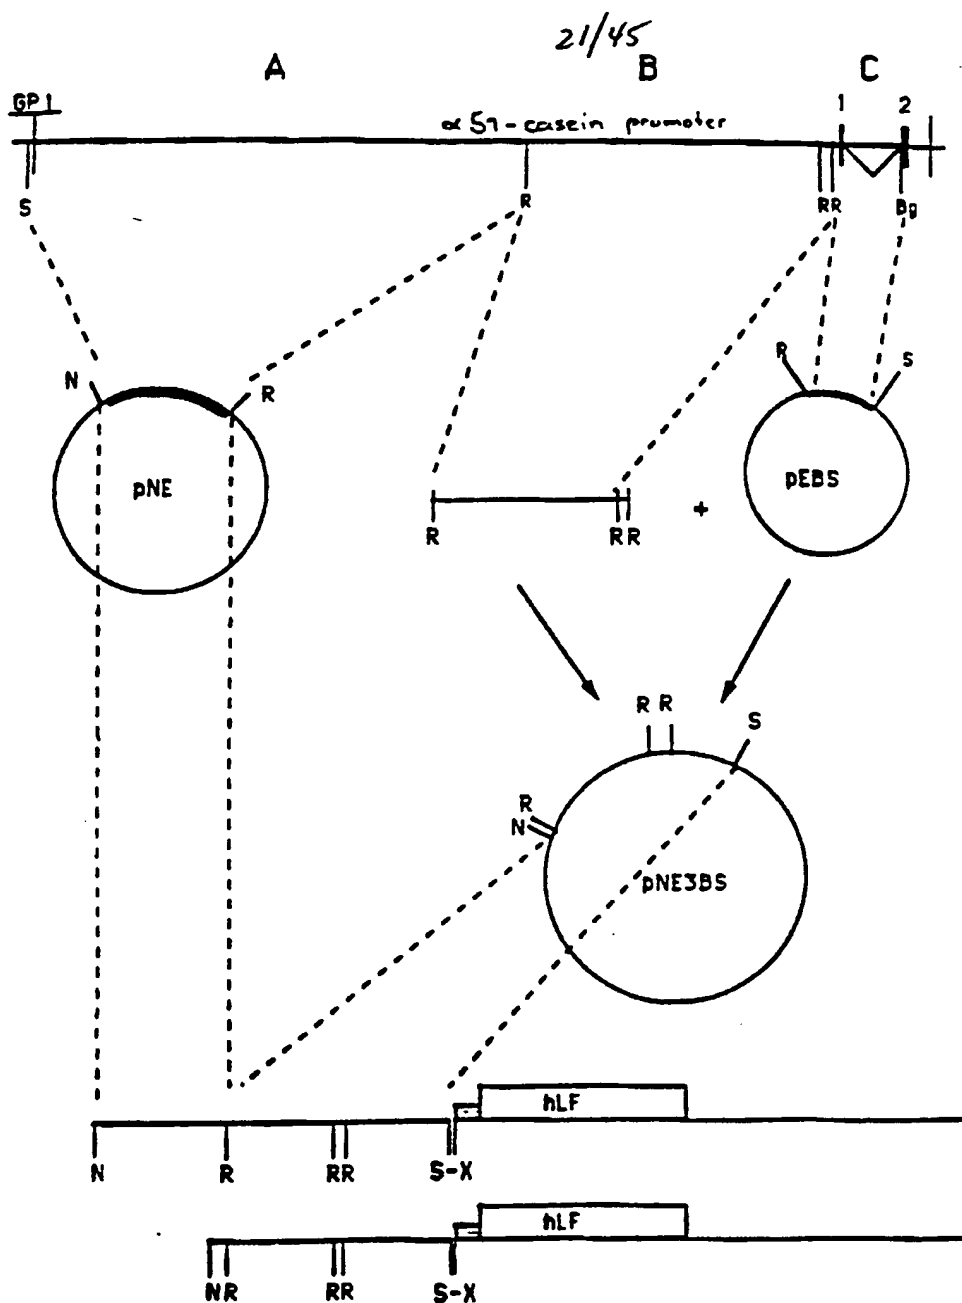 21/45
A B C
GP1 1 2
αS1-casein promoter
S R RR Bg
N R R S
pNE pEBS
R RR +
R R S
R
N
pNE3BS
hLF
N R RR S-X
hLF
NR RR S-X